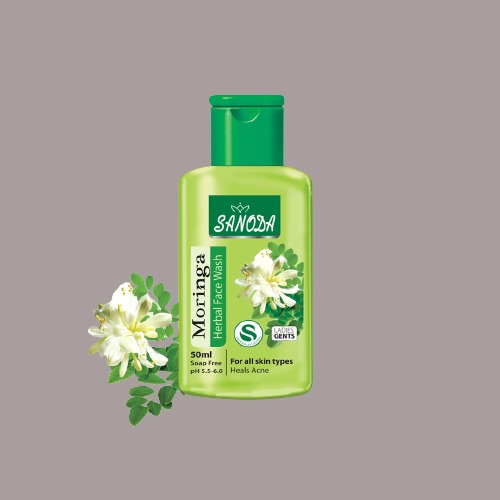 SANODA
Moringa
Herbal Face Wash
S
LADIES
GENTS
50ml
Soap Free
pH 5.5-6.0
For all skin types
Heals Acne